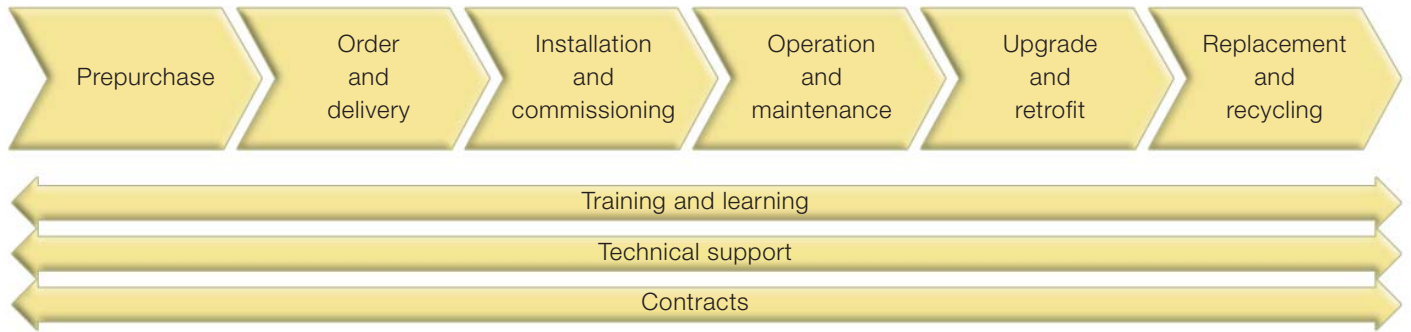 Prepurchase
Order
and
delivery
Installation
and
commissioning
Operation
and
maintenance
Upgrade
and
retrofit
Replacement
and
recycling
Training and learning
Technical support
Contracts